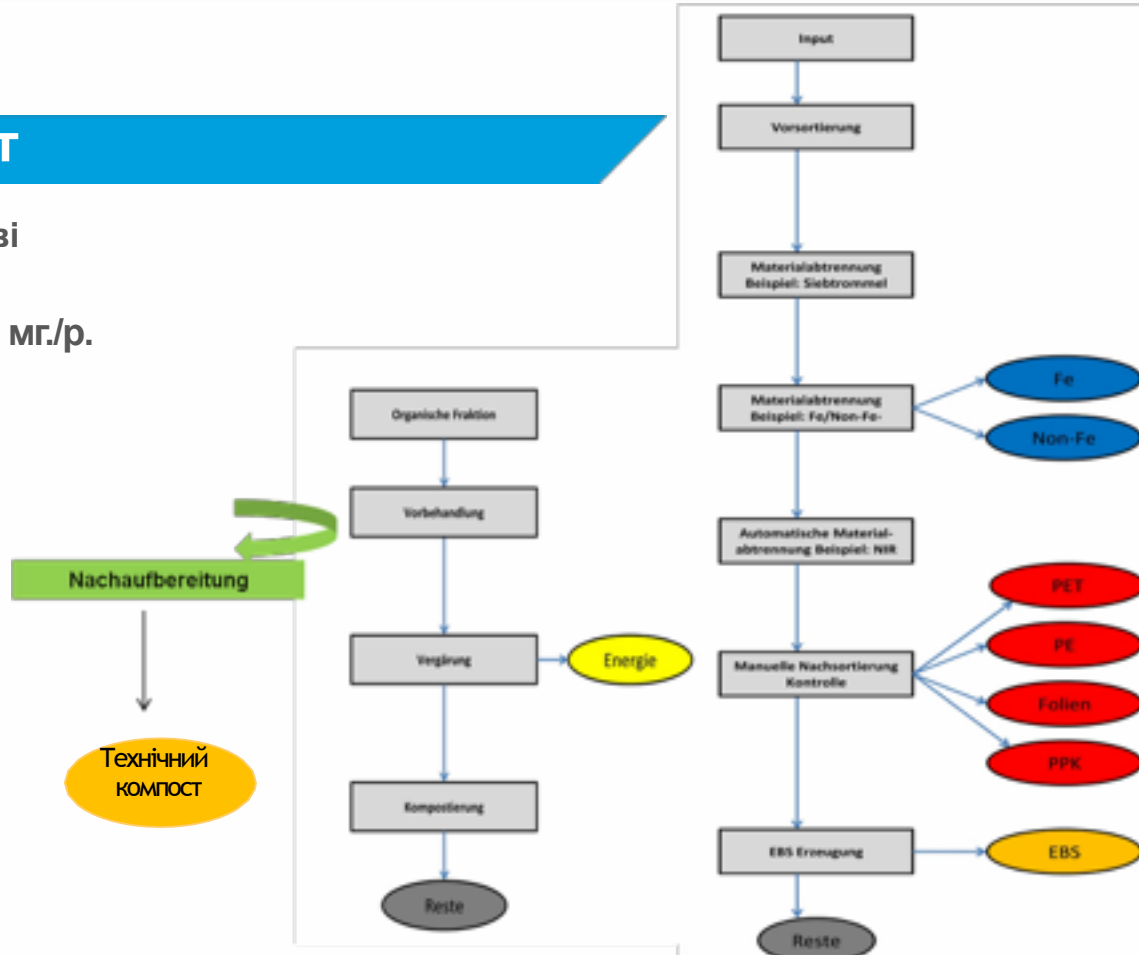 т
ві
мг./р.
Input
Vorsortierung
Materialabtrennung
Beispiel: Siebtrommel
Materialabtrennung
Beispiel: Fe/Non-Fe-
Fe
Non-Fe
Automatische Material-
abtrennung Beispiel: NIR
Manuelle Nachsortierung
Kontrolle
PET
PE
Folien
PPK
EBS Erzeugung
EBS
Reste
Organische Fraktion
Vorbehandlung
Nachaufbereitung
Vergärung
Energie
Технічний
компост
Kompostierung
Reste